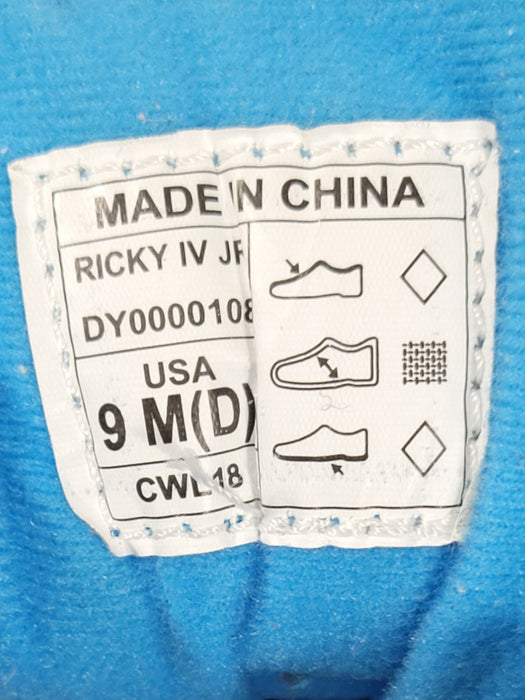 MADE IN CHINA
RICKY IV JR
DY0000108
USA
9 M(D)
CWL18